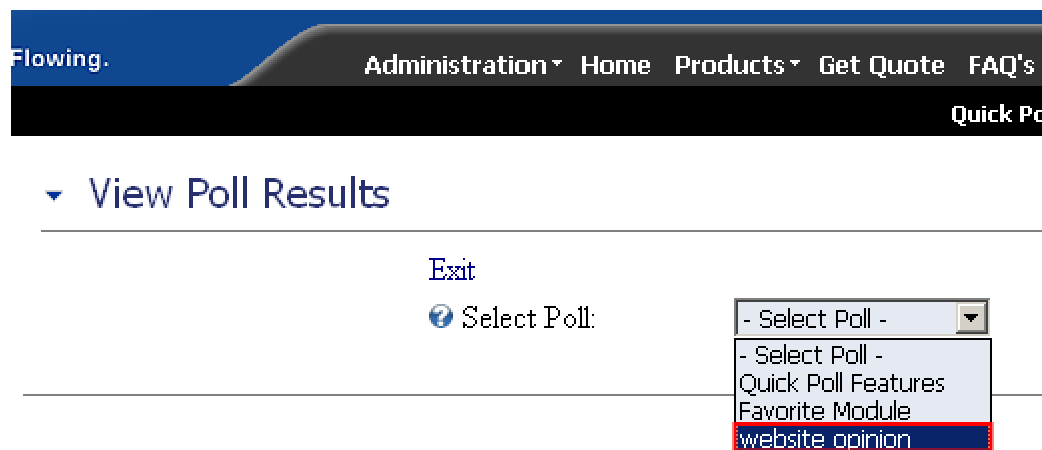 Flowing.
Administration Home Products Get Quote FAQ's
Quick
View Poll Results
Exit
Select Poll:
- Select Poll -
- Select Poll -
Quick Poll Features
Favorite Module
website opinion